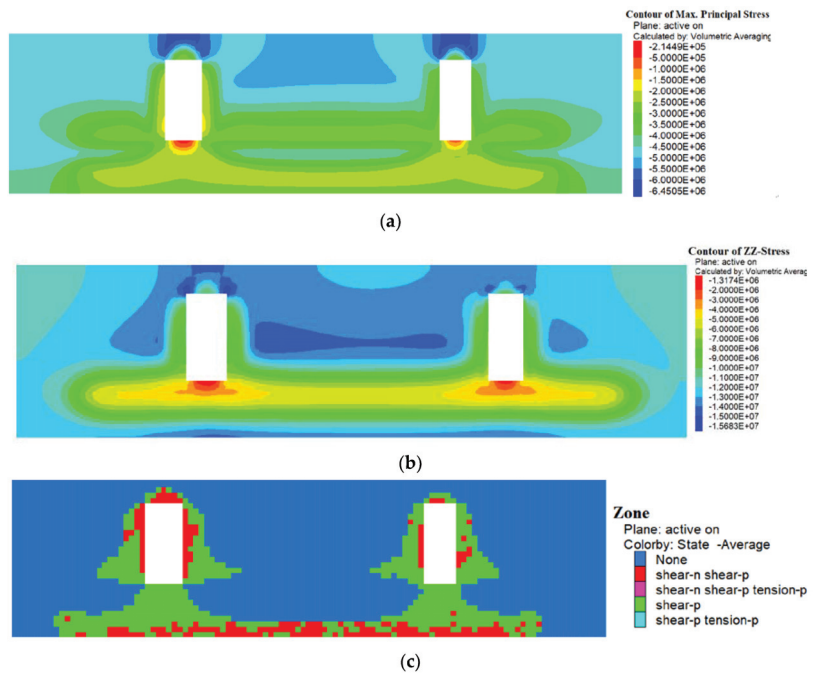 Contour of Max. Principal Stress
Plane: active on
Calculated by: Volumetric Averaging
-2.1449E+05
-5.0000E+05
-1.0000E+06
-1.5000E+06
-2.0000E+06
-2.5000E+06
-3.0000E+06
-3.5000E+06
-4.0000E+06
-4.5000E+06
-5.0000E+06
-5.5000E+06
-6.0000E+06
-6.4505E+06
(a)
Contour of ZZ-Stress
Plane: active on
Calculated by: Volumetric Averag
-1.3174E+06
-2.0000E+06
-3.0000E+06
-4.0000E+06
-5.0000E+06
-6.0000E+06
-7.0000E+06
-8.0000E+06
-9.0000E+06
-1.0000E+07
-1.1000E+07
-1.2000E+07
-1.3000E+07
-1.4000E+07
-1.5000E+07
-1.5683E+07
(b)
Zone
Plane: active on
Colorby: State -Average
None
shear-n shear-p
shear-n shear-p tension-p
shear-p
shear-p tension-p
(c)